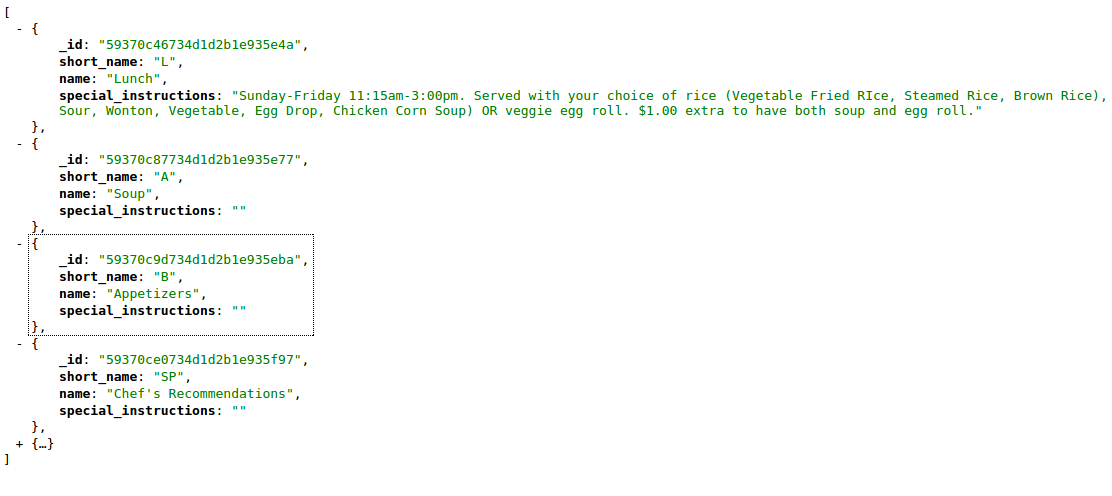 [
- {
_id: "59370c46734d1d2b1e935e4a",
short_name: "L",
name: "Lunch",
special_instructions: "Sunday-Friday 11:15am-3:00pm. Served with your choice of rice (Vegetable Fried RIce, Steamed Rice, Brown Rice),
Sour, Wonton, Vegetable, Egg Drop, Chicken Corn Soup) OR veggie egg roll. $1.00 extra to have both soup and egg roll."
},
- {
_id: "59370c87734d1d2b1e935e77",
short_name: "A",
name: "Soup",
special_instructions: ""
},
- {
_id: "59370c9d734d1d2b1e935eba",
short_name: "B",
name: "Appetizers",
special_instructions: ""
},
- {
_id: "59370ce0734d1d2b1e935f97",
short_name: "SP",
name: "Chef's Recommendations",
special_instructions: ""
},
+ {…}
]